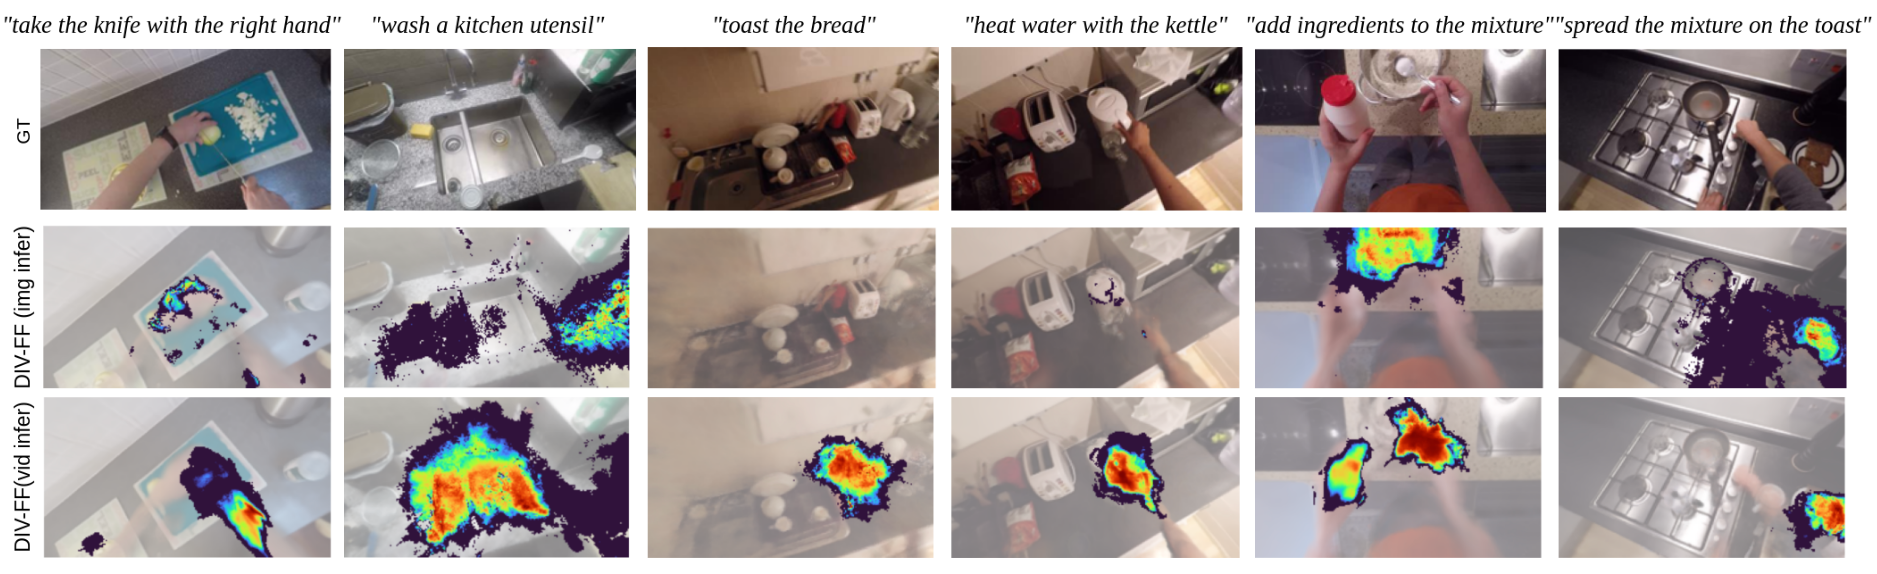 "take the knife with the right hand" "wash a kitchen utensil" "toast the bread" "heat water with the kettle" "add ingredients to the mixture" "spread the mixture on the toast"
GT
PEEL
DIV-FF (img infer)
DIV-FF(vid infer)